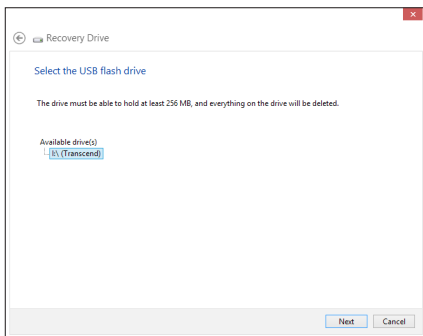 Recovery Drive
Select the USB flash drive
The drive must be able to hold at least 256 MB, and everything on the drive will be deleted.
Available drive(s)
I:\ (Transcend)
Next Cancel